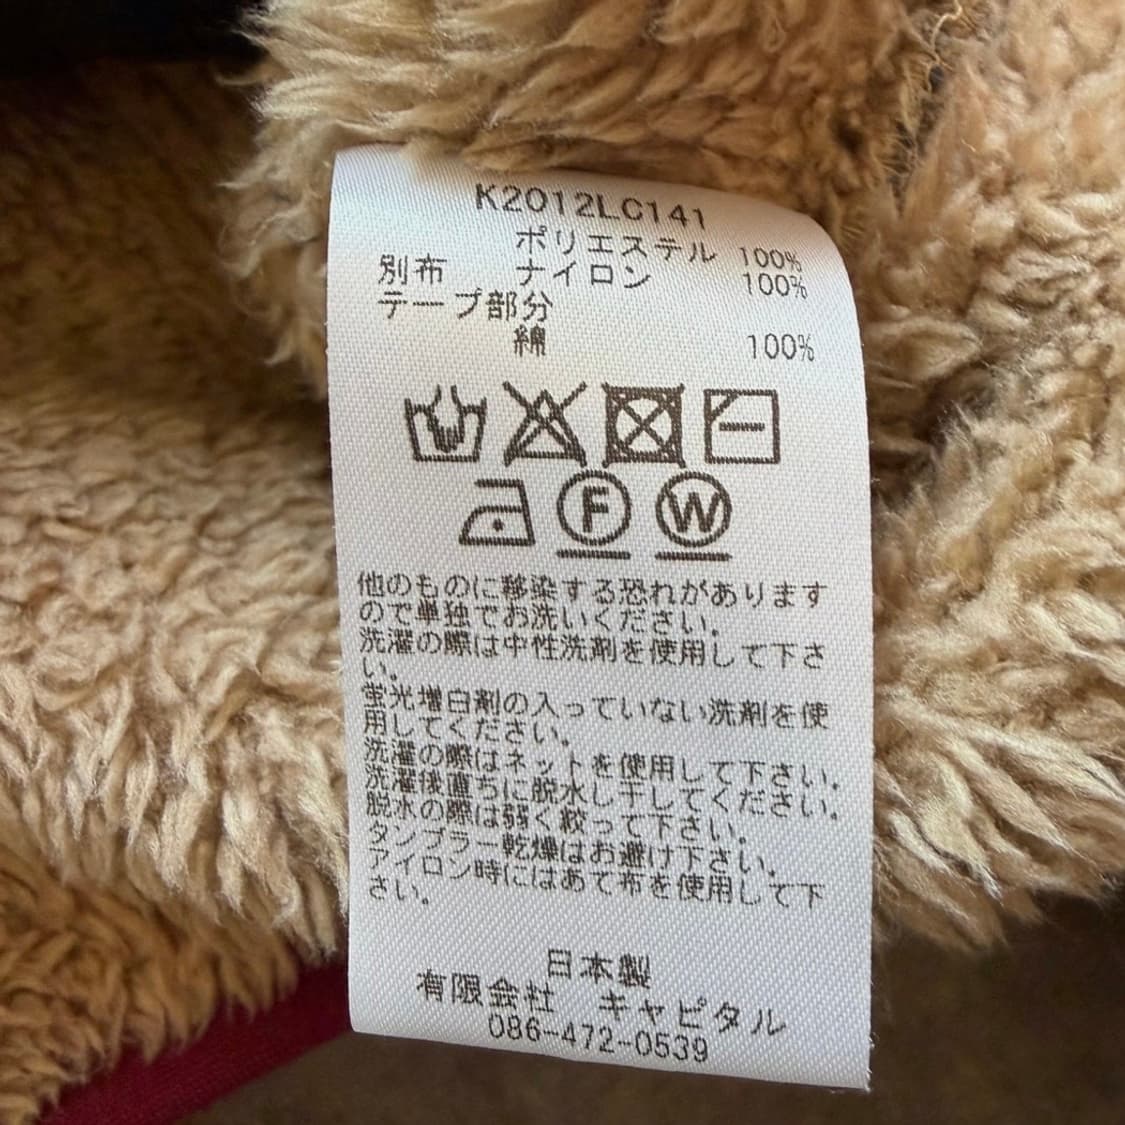 K2012LC141
ポリエステル 100%
別布 ナイロン 100%
テープ部分
綿 100%
F W
他のものに移染する恐れがあります
ので単独でお洗いください。
洗濯の際は中性洗剤を使用して下さ
い。
蛍光増白剤の入っていない洗剤を使
用してください。
洗濯の際はネットを使用して下さい。
洗濯後直ちに脱水し干してください。
脱水の際は弱く絞って下さい。
タンブラー乾燥はお避け下さい。
アイロン時にはあて布を使用して下
さい。
日本製
有限会社 キャピタル
086-472-0539